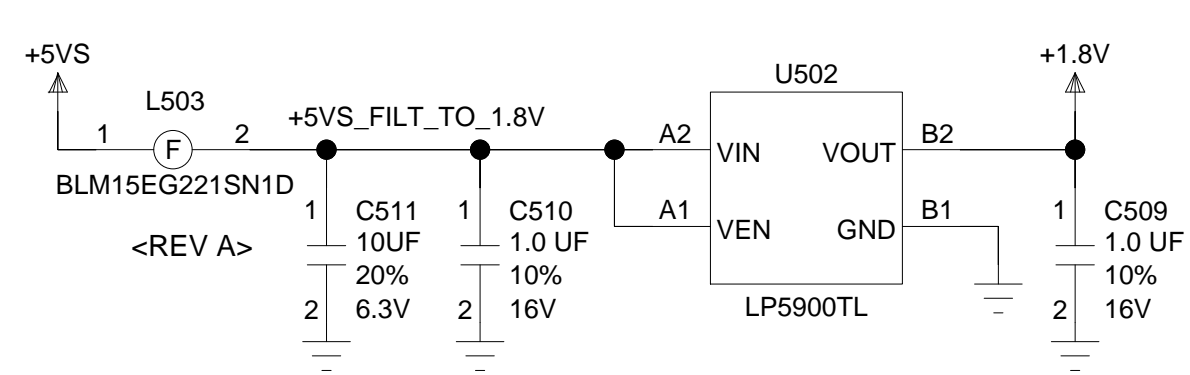 +5VS
+1.8V
U502
L503
+5VS_FILT_TO_1.8V
1
2
F
A2
VIN
VOUT
B2
BLM15EG221SN1D
A1
VEN
GND
B1
<REV A>
1
C511
10UF
20%
6.3V
2
1
C510
1.0 UF
10%
16V
2
LP5900TL
1
C509
1.0 UF
10%
16V
2